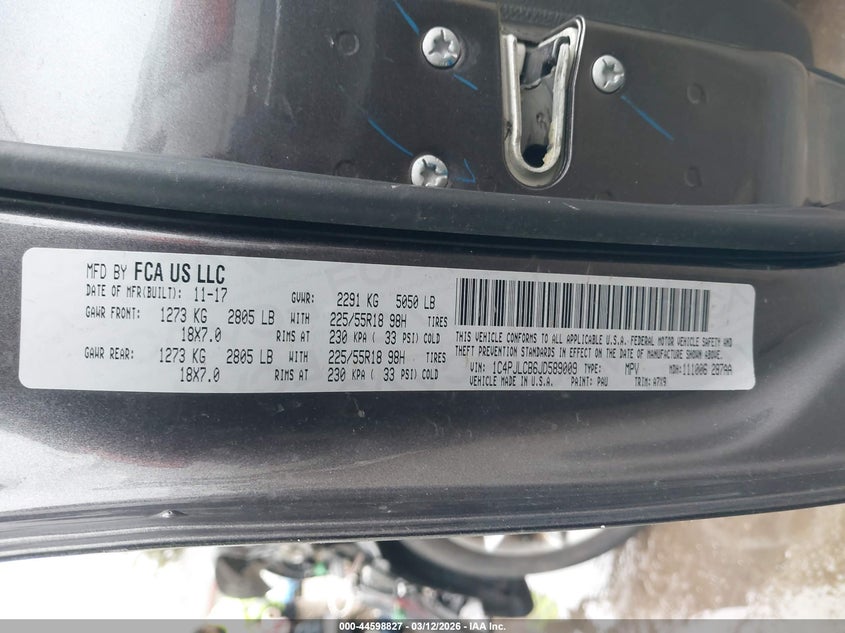 MFD BY FCA US LLC
DATE OF MFR(BUILT): 11-17 GVWR: 2291 KG 5050 LB
GAWR FRONT: 1273 KG 2805 LB WITH 225/55R18 98H TIRES
18X7.0 RIMS AT 230 KPA ( 33 PSI) COLD
GAWR REAR: 1273 KG 2805 LB WITH 225/55R18 98H TIRES
18X7.0 RIMS AT 230 KPA ( 33 PSI) COLD
THIS VEHICLE CONFORMS TO ALL APPLICABLE U.S.A. FEDERAL MOTOR VEHICLE SAFETY AND
THEFT PREVENTION STANDARDS IN EFFECT ON THE DATE OF MANUFACTURE SHOWN ABOVE.
VIN: 1C4PJLCB6JD589009 TYPE: MPV MDH: 111006 287AA
VEHICLE MADE IN U.S.A. PAINT: PAU TRIM: A7X9
000-44598827 - 03/12/2026 - IAA Inc.